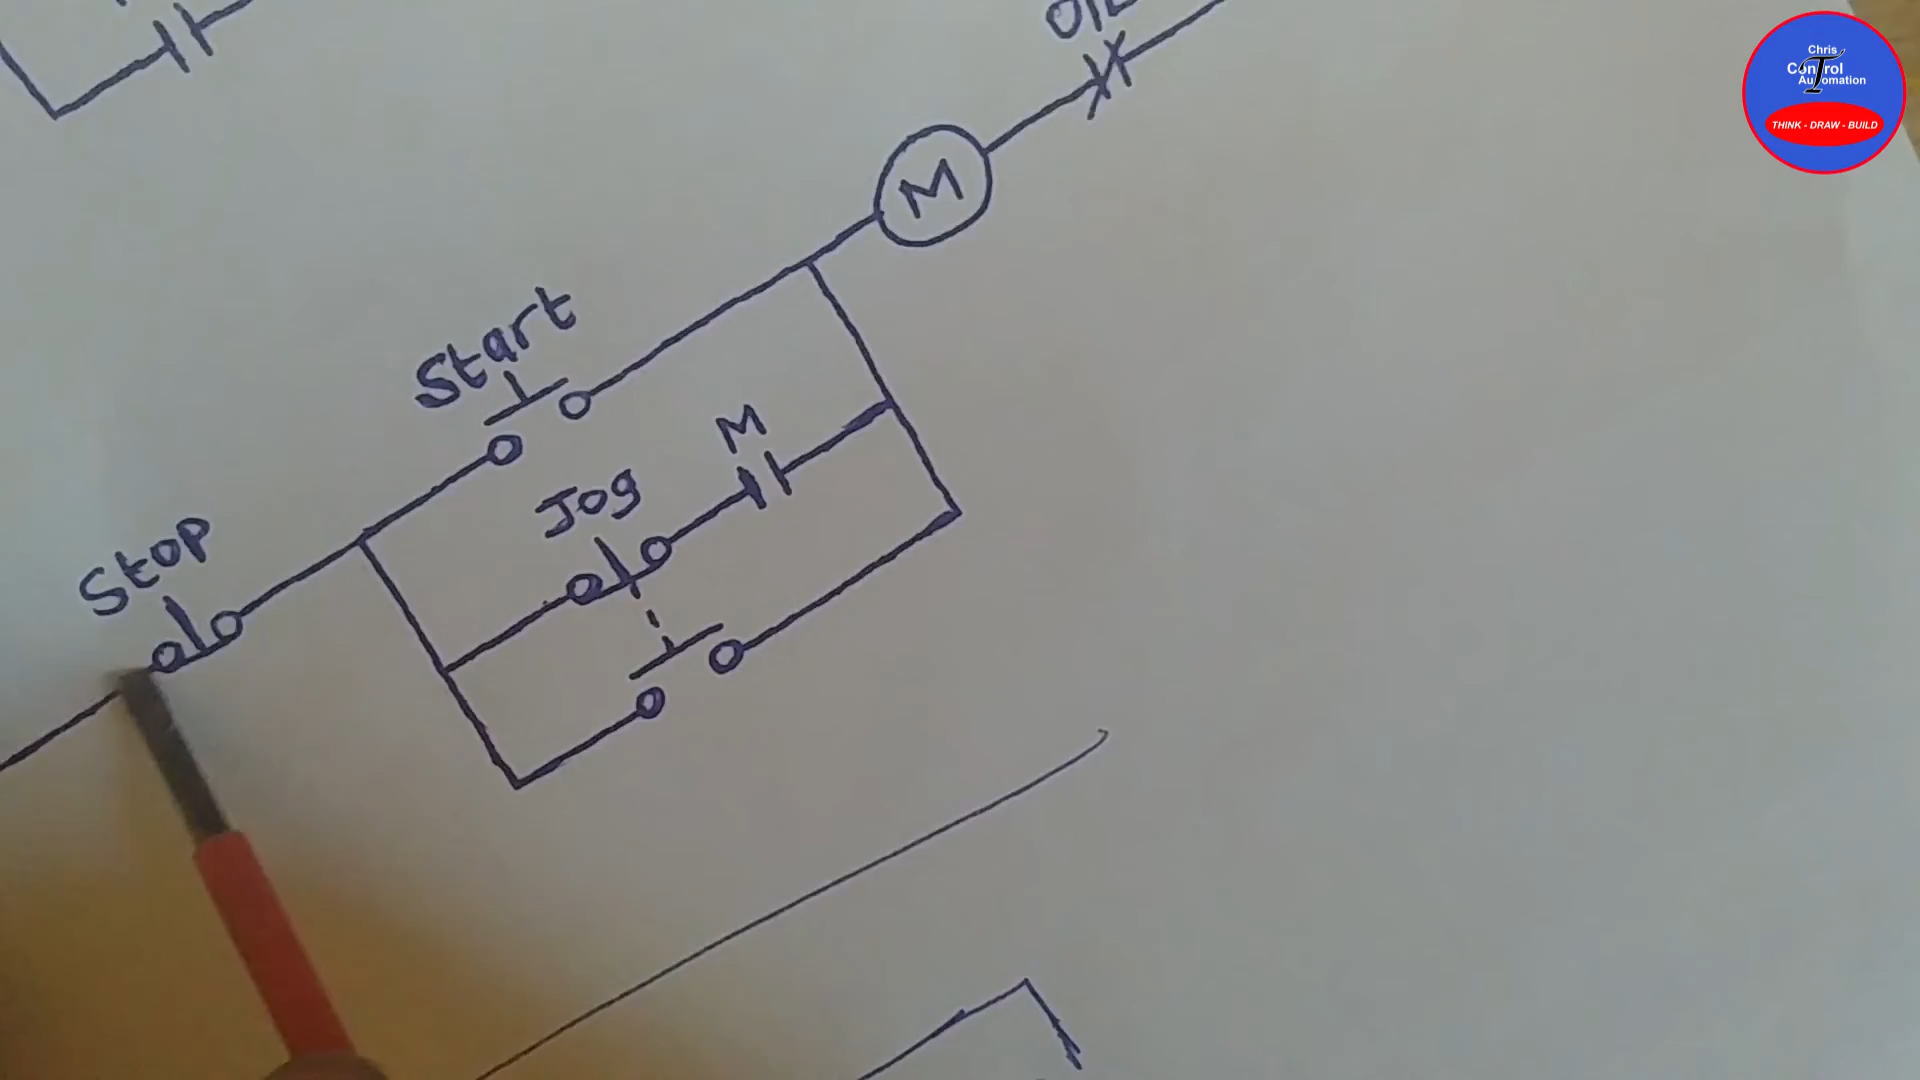 Start
M
Jog
Stop
M
Chris
Control
Automation
THINK - DRAW - BUILD